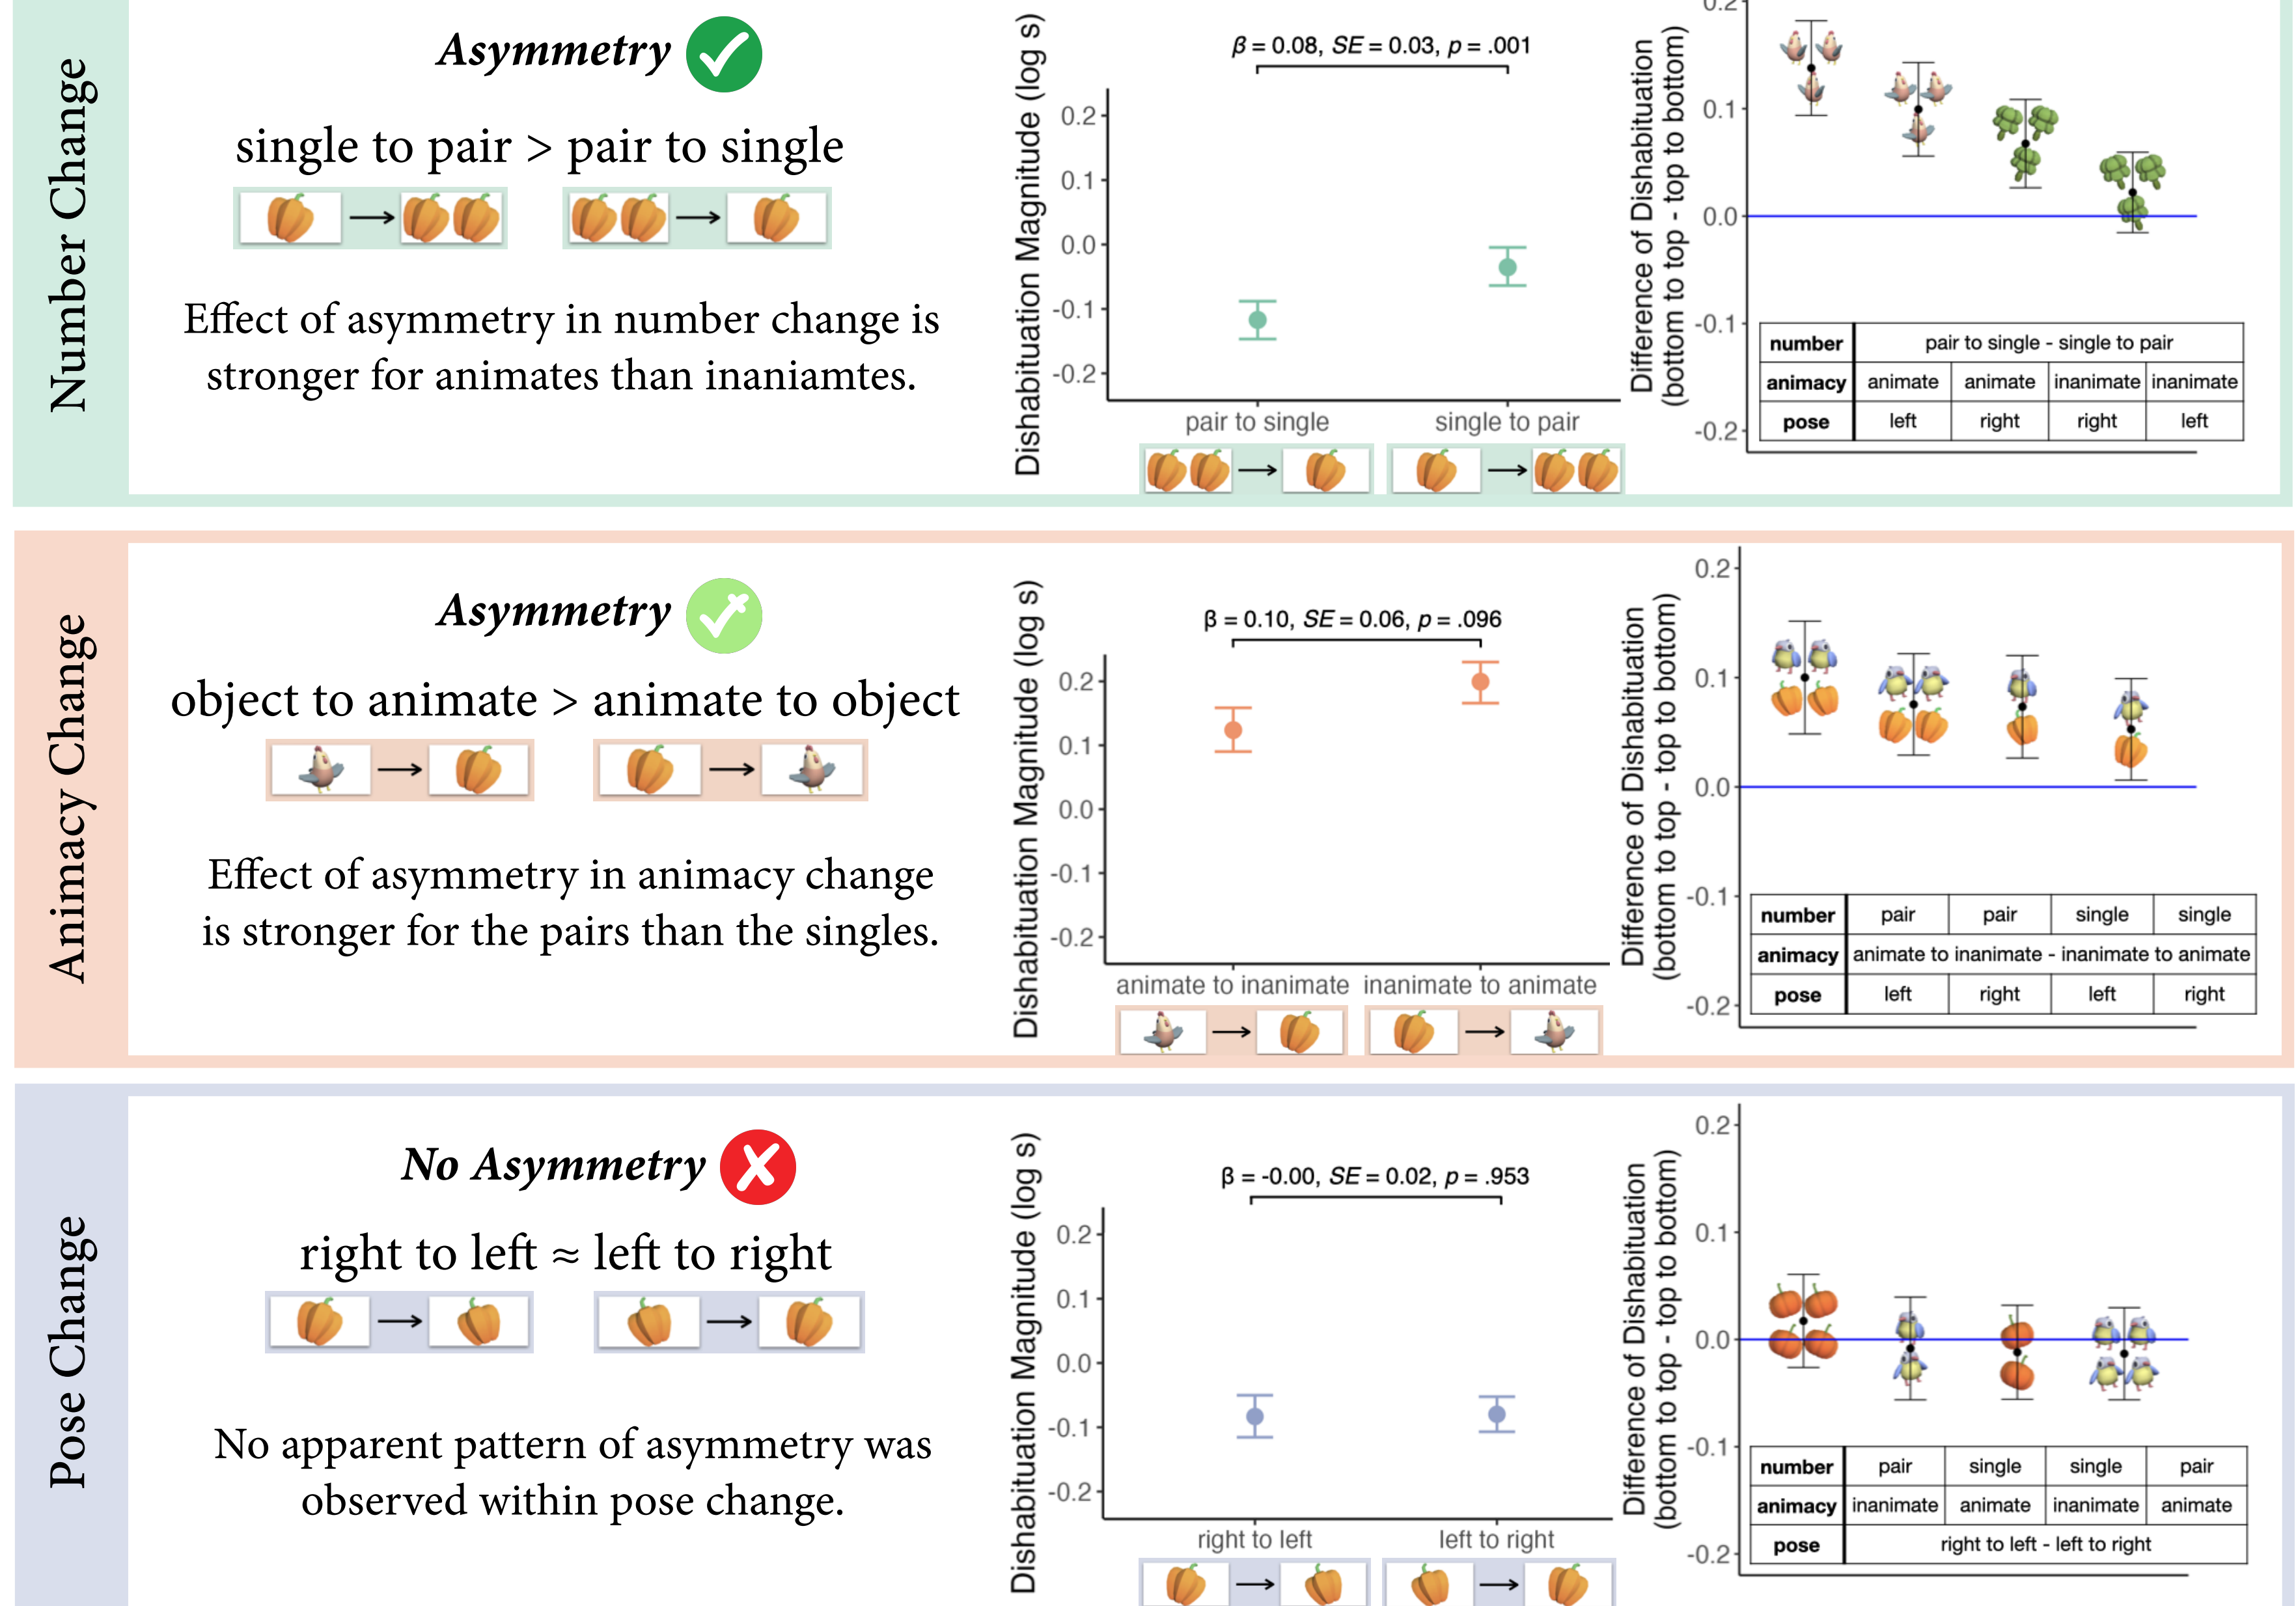 Number Change
Asymmetry
single to pair > pair to single
Effect of asymmetry in number change is
stronger for animates than inaniamtes.
Dishabituation Magnitude (log s)
β = 0.08, SE = 0.03, p = .001
0.2
0.1
0.0
-0.1
-0.2
pair to single
single to pair
Difference of Dishabituation
(bottom to top - top to bottom)
0.2
0.1
0.0
-0.1
-0.2
number pair to single - single to pair
animacy animate animate inanimate inanimate
pose left right right left
Animacy Change
Asymmetry
object to animate > animate to object
Effect of asymmetry in animacy change
is stronger for the pairs than the singles.
Dishabituation Magnitude (log s)
β = 0.10, SE = 0.06, p = .096
0.2
0.1
0.0
-0.1
-0.2
animate to inanimate
inanimate to animate
Difference of Dishabituation
(bottom to top - top to bottom)
0.2
0.1
0.0
-0.1
-0.2
number pair pair single single
animacy animate to inanimate - inanimate to animate
pose left right left right
Pose Change
No Asymmetry
right to left ≈ left to right
No apparent pattern of asymmetry was
observed within pose change.
Dishabituation Magnitude (log s)
β = -0.00, SE = 0.02, p = .953
0.2
0.1
0.0
-0.1
-0.2
right to left
left to right
Difference of Dishabituation
(bottom to top - top to bottom)
0.2
0.1
0.0
-0.1
-0.2
number pair single single pair
animacy inanimate animate inanimate animate
pose right to left - left to right